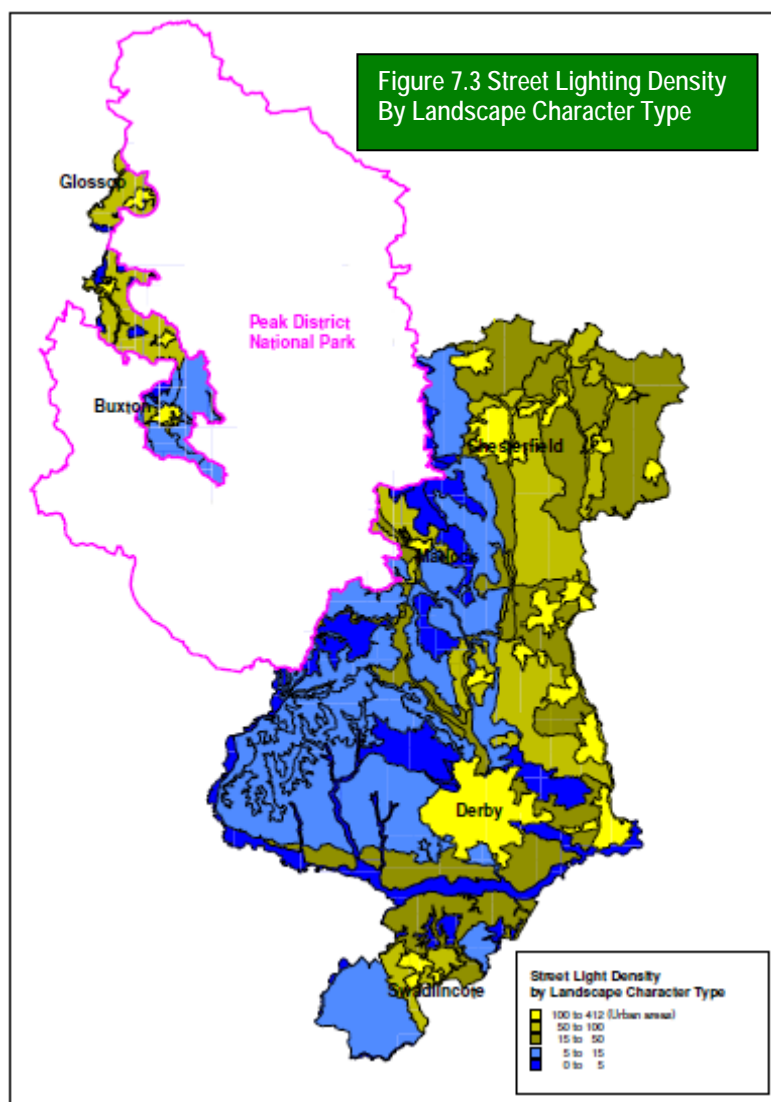 Figure 7.3 Street Lighting Density
By Landscape Character Type
Glossop
Peak District
National Park
Buxton
Chesterfield
Matlock
Derby
Swadlincote
Street Light Density
by Landscape Character Type
100 to 412 (Urban areas)
50 to 100
15 to 50
5 to 15
0 to 5